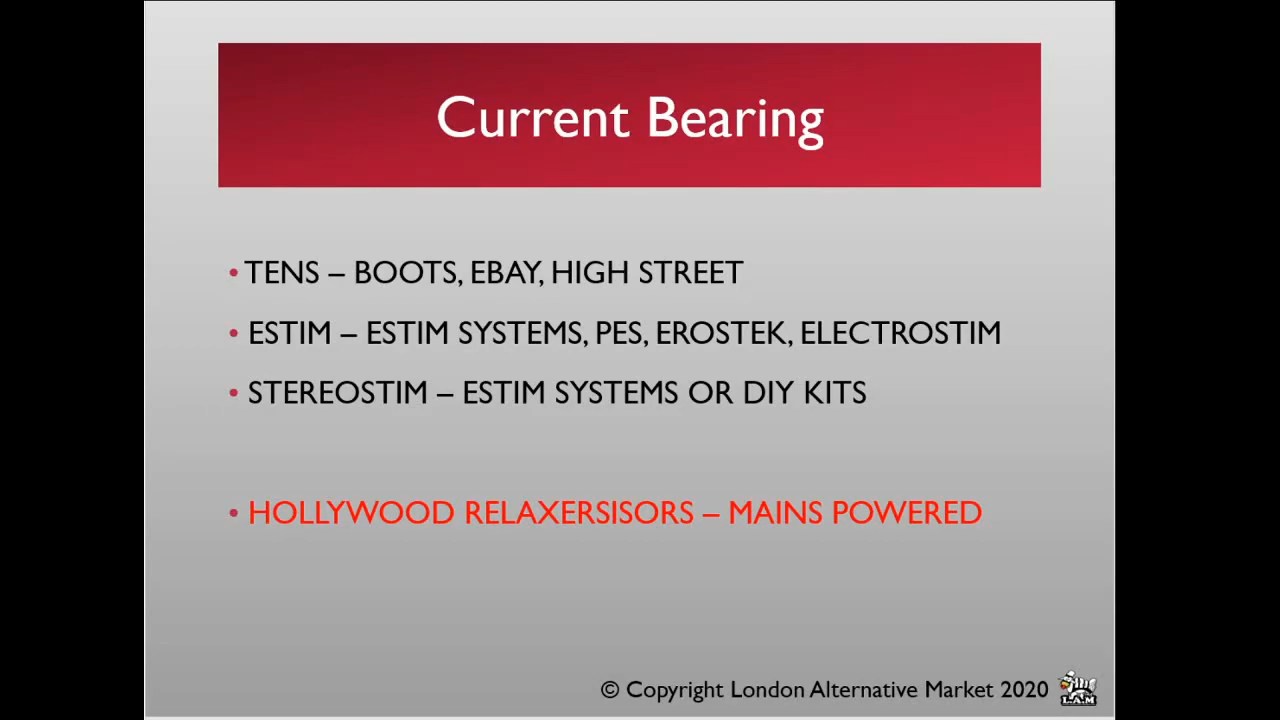 Current Bearing
• TENS – BOOTS, EBAY, HIGH STREET
• ESTIM – ESTIM SYSTEMS, PES, EROSTEK, ELECTROSTIM
• STEREOSTIM – ESTIM SYSTEMS OR DIY KITS
• HOLLYWOOD RELAXERSISORS – MAINS POWERED
© Copyright London Alternative Market 2020
L.A.M